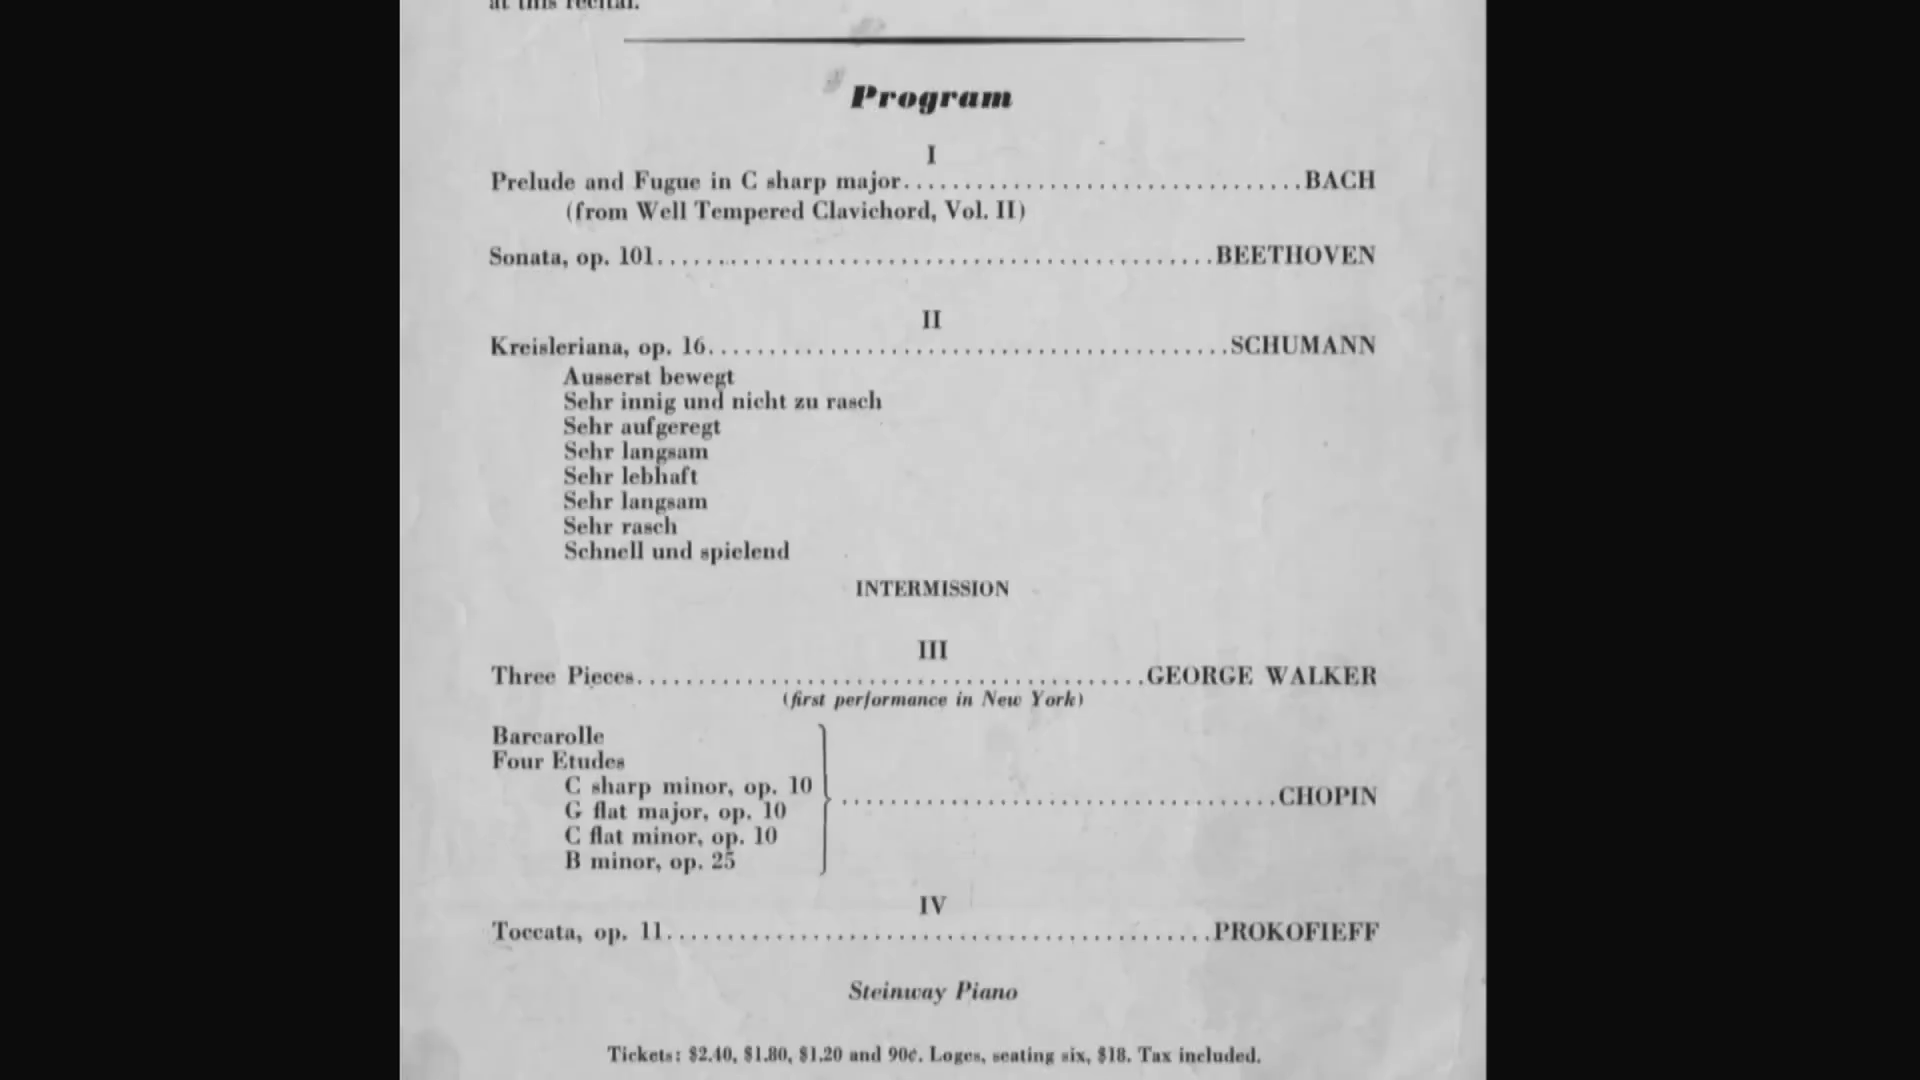 at this recital.
Program
I
Prelude and Fugue in C sharp major................................BACH
(from Well Tempered Clavichord, Vol. II)
Sonata, op. 101.............................................BEETHOVEN
II
Kreisleriana, op. 16..........................................SCHUMANN
Ausserst bewegt
Sehr innig und nicht zu rasch
Sehr aufgeregt
Sehr langsam
Sehr lebhaft
Sehr langsam
Sehr rasch
Schnell und spielend
INTERMISSION
III
Three Pieces.........................................GEORGE WALKER
(first performance in New York)
Barcarolle
Four Etudes
C sharp minor, op. 10
G flat major, op. 10
C flat minor, op. 10
B minor, op. 25
...................................CHOPIN
IV
Toccata, op. 11............................................PROKOFIEFF
Steinway Piano
Tickets: $2.40, $1.80, $1.20 and 90¢. Loges, seating six, $18. Tax included.